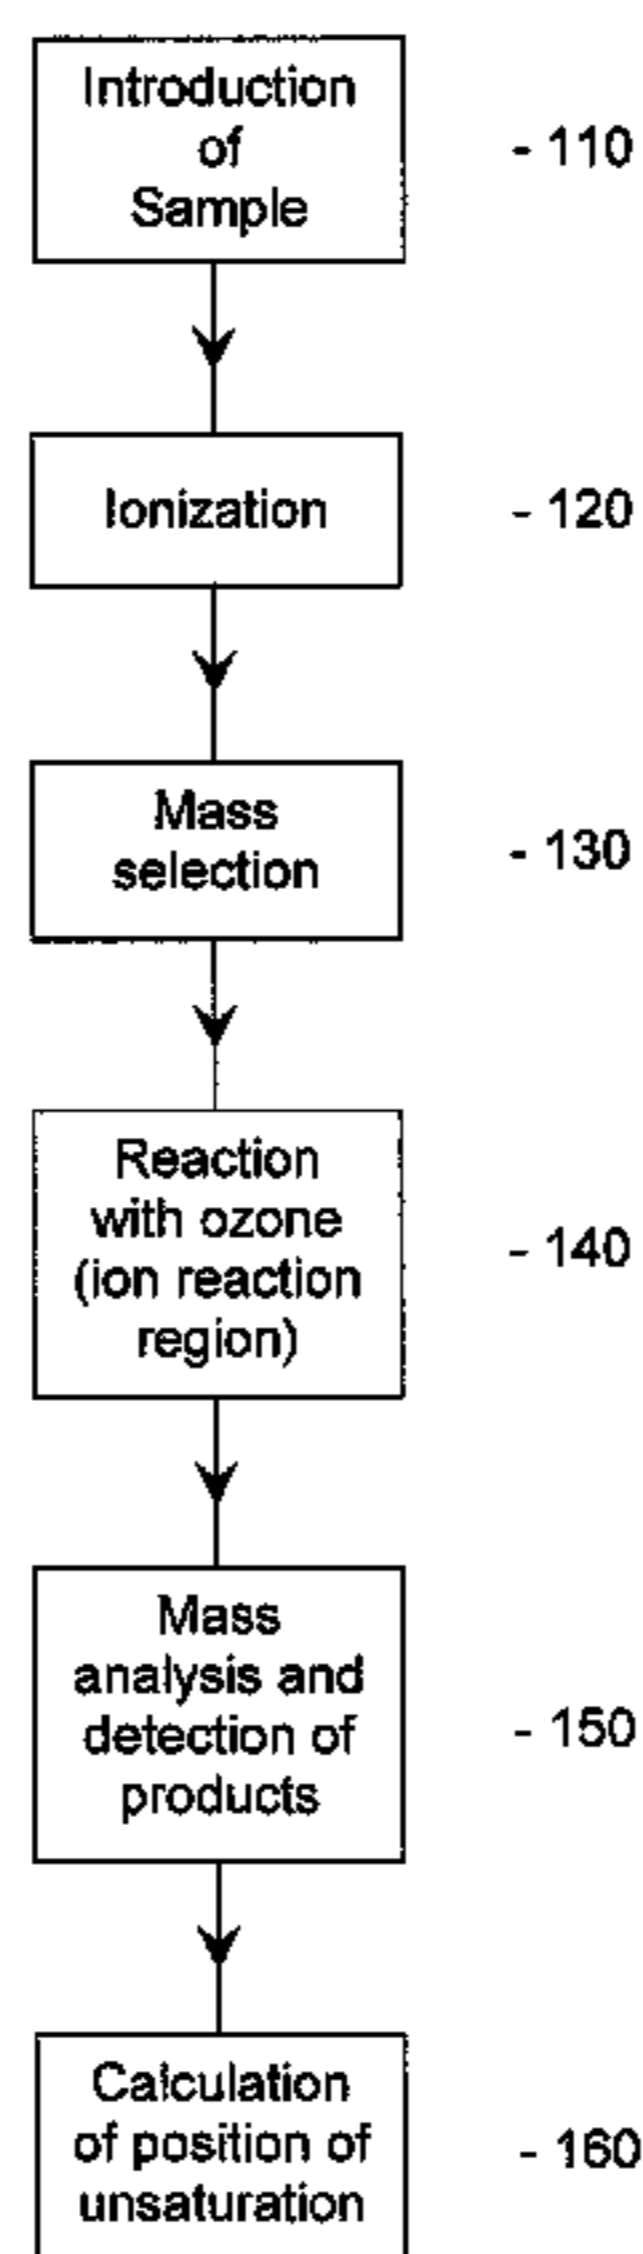 Introduction
of
Sample
- 110
Ionization
- 120
Mass
selection
- 130
Reaction
with ozone
(ion reaction
region)
- 140
Mass
analysis and
detection of
products
- 150
Calculation
of position of
unsaturation
- 160